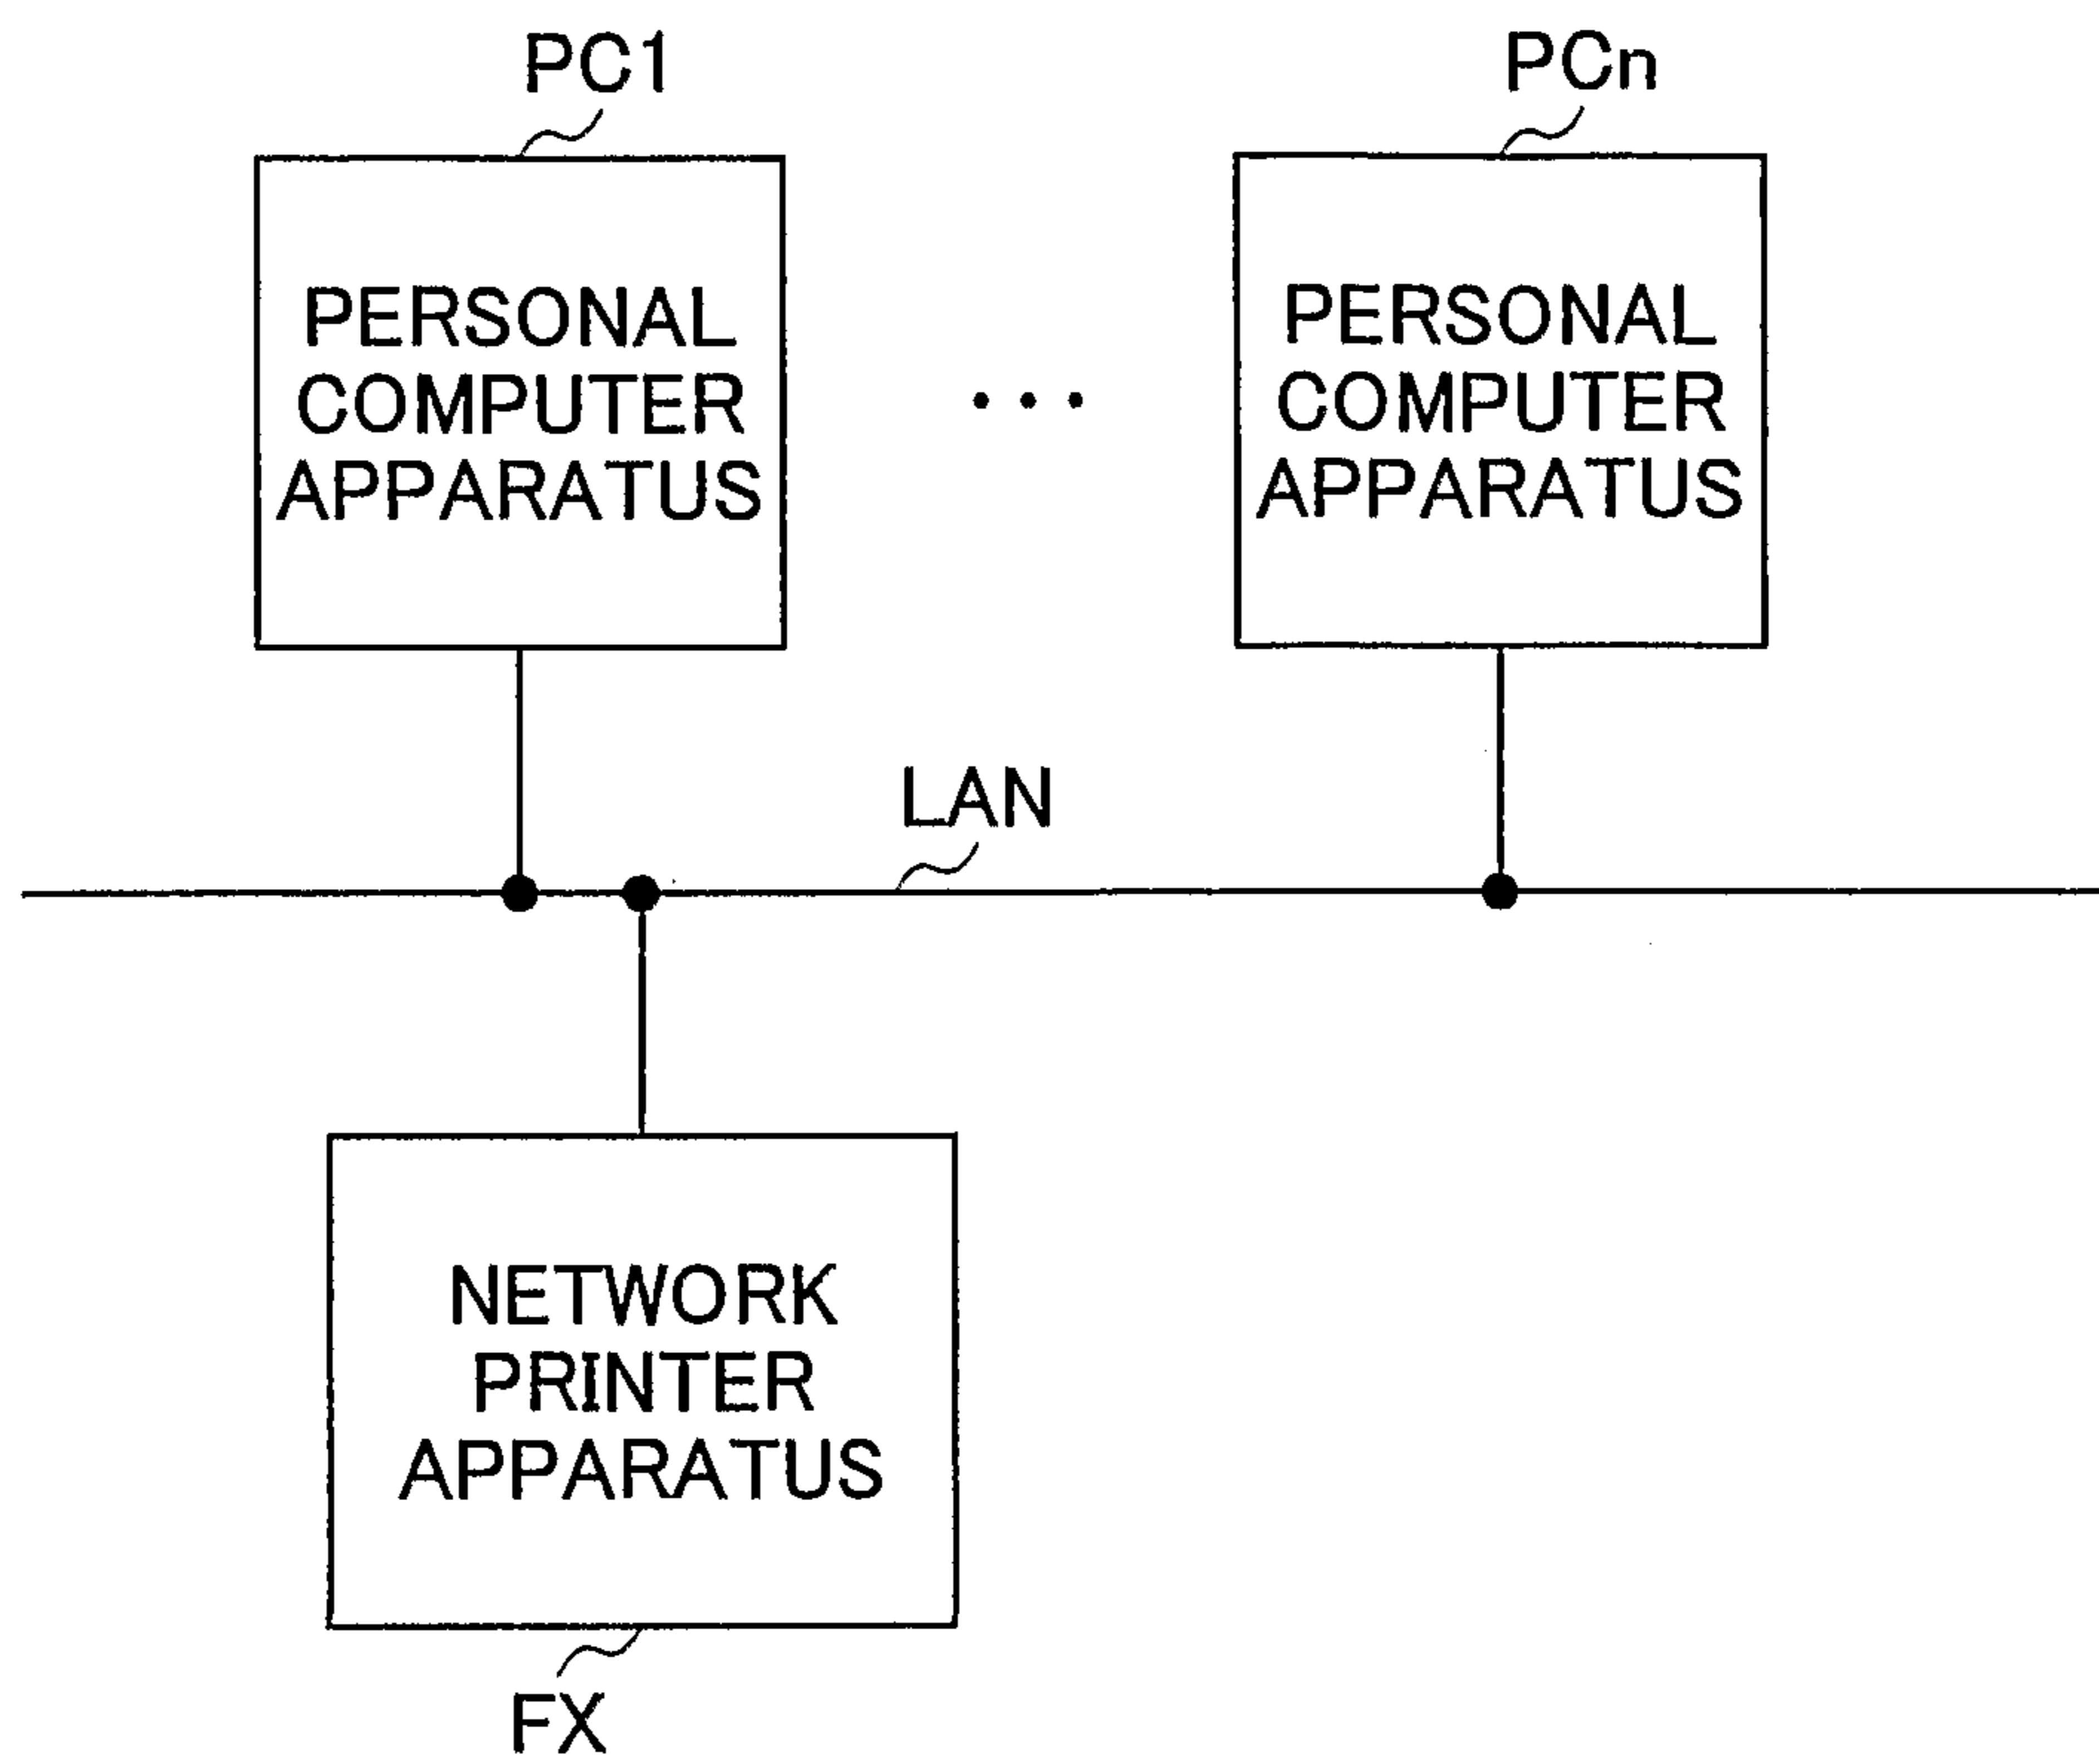 PC1
PCn
PERSONAL
COMPUTER
APPARATUS
...
PERSONAL
COMPUTER
APPARATUS
LAN
NETWORK
PRINTER
APPARATUS
FX